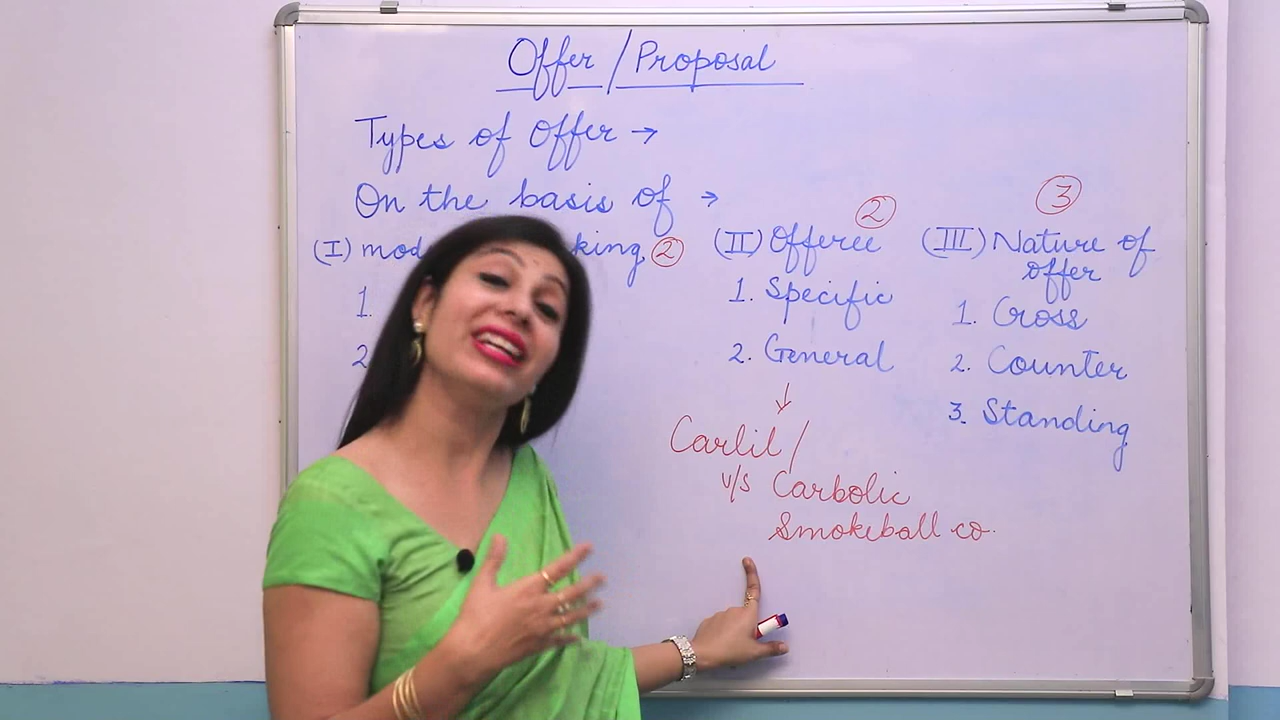 Offer / Proposal
Types of Offer →
On the basis of →
(I) mod king (2)
1.
2
(II) Offeree (2)
1. Specific
2. General
↓
Carlil /
v/s Carbolic
Smokeball co.
(III) Nature of (3)
offer
1. Cross
2. Counter
3. Standing